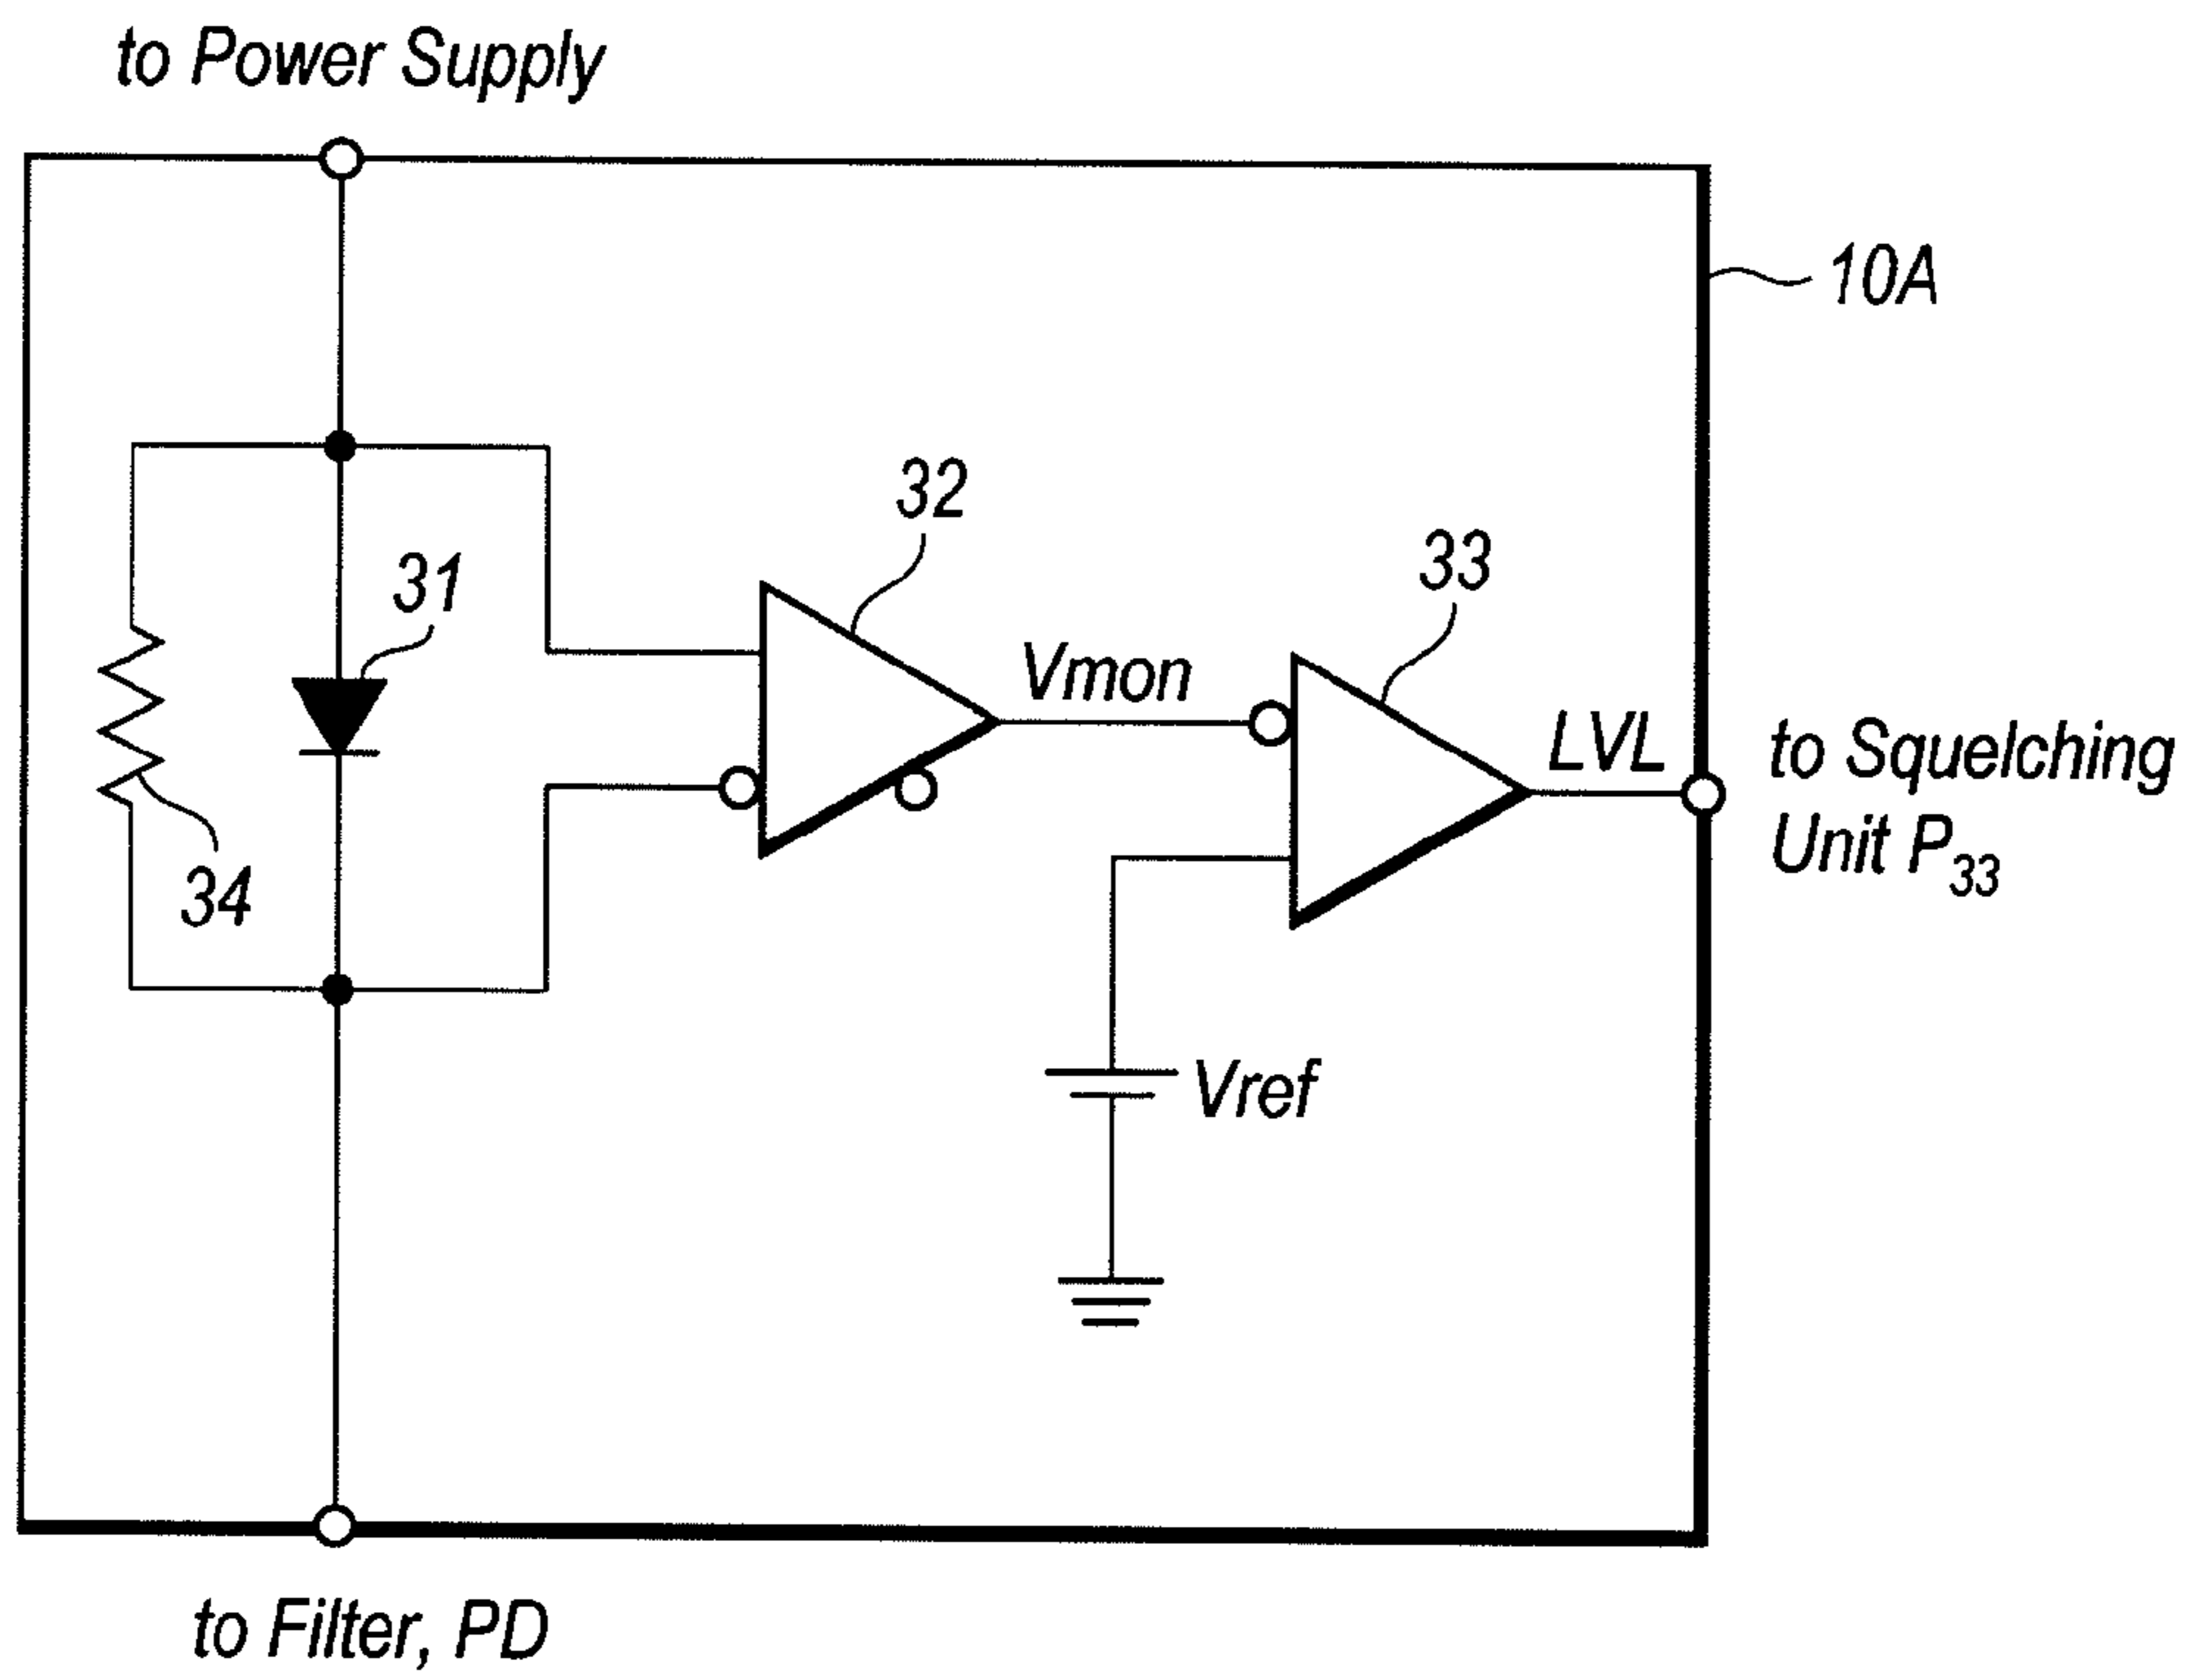 to Power Supply
10A
32
33
31
Vmon
LVL
to Squelching
Unit P33
34
Vref
to Filter, PD